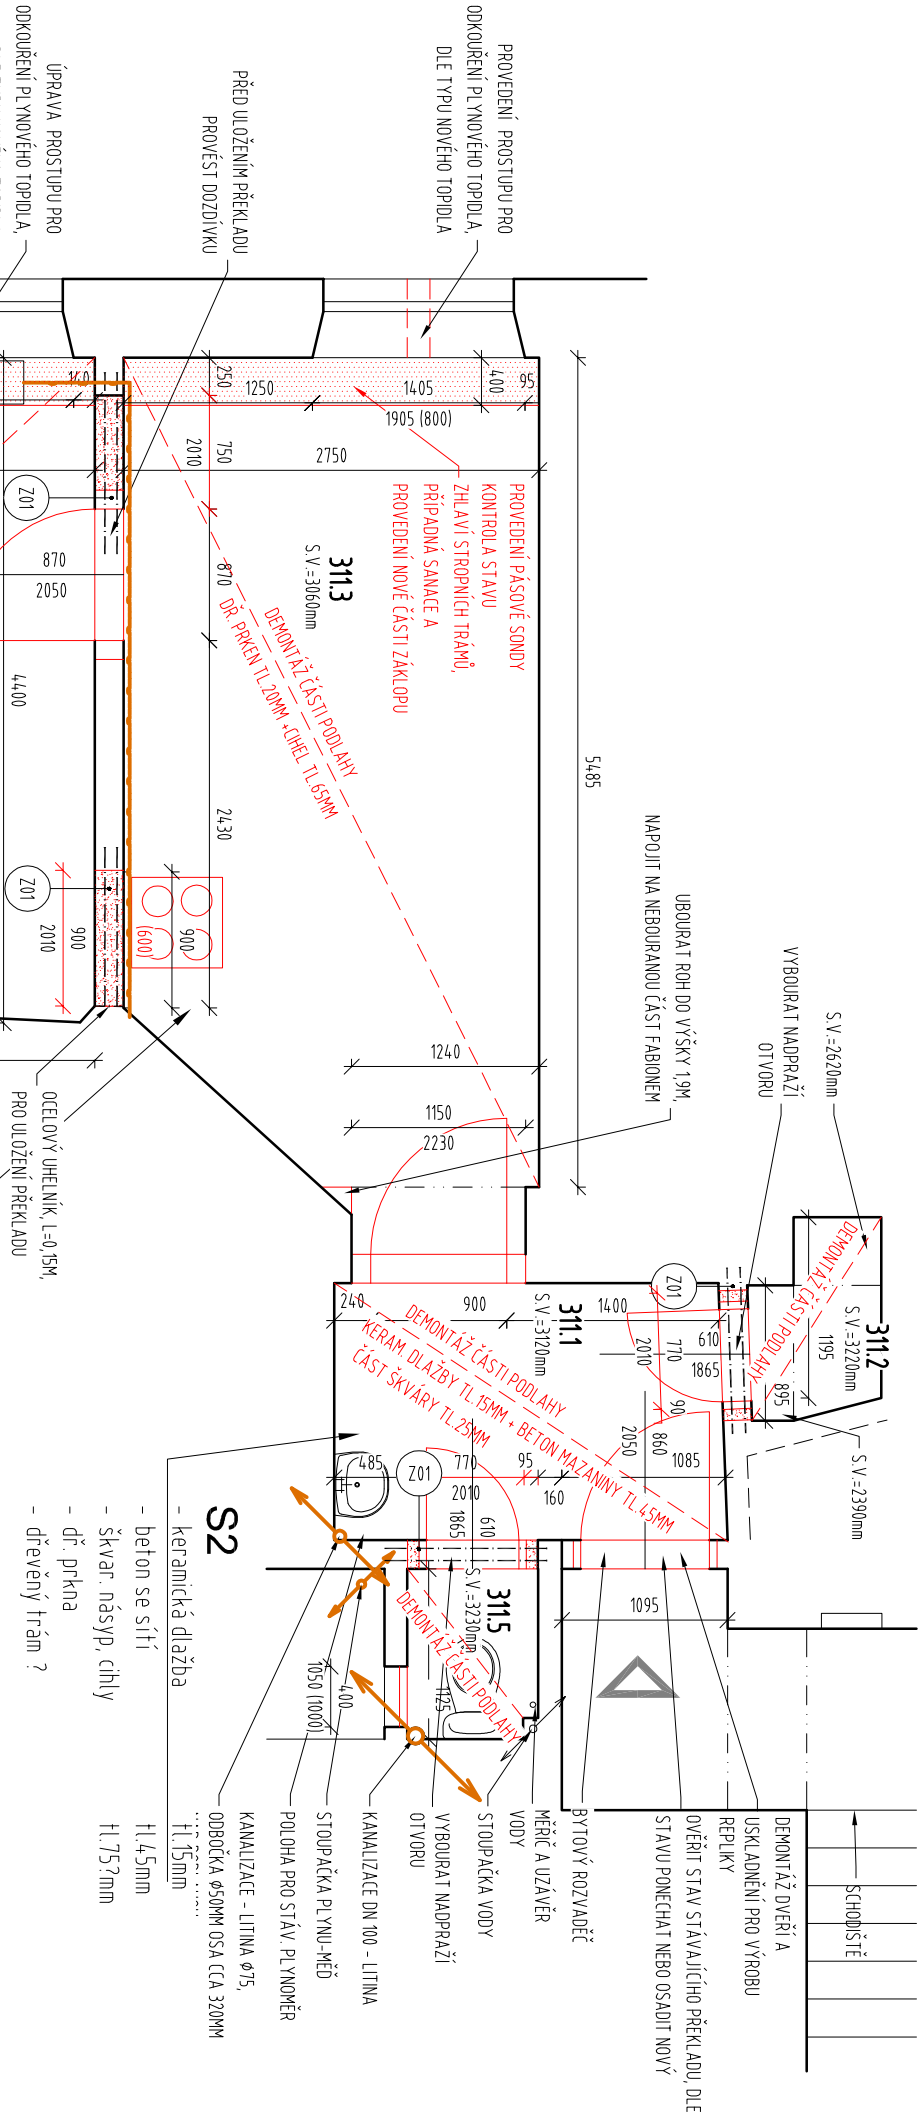 PROVEDENÍ PROSTUPU PRO
ODKOUŘENÍ PLYNOVÉHO TOPIDLA,
DLE TYPU NOVÉHO TOPIDLA
PŘED ULOŽENÍM PŘEKLADU
PROVÉST DOZDÍVKU
ÚPRAVA PROSTUPU PRO
ODKOUŘENÍ PLYNOVÉHO TOPIDLA,
95
400
1405
1905 (800)
1250
250
140
2750
750
2010
870
2430
5485
PROVEDENÍ PÁSOVÉ SONDY
KONTROLA STAVU
ZHLAVÍ STROPNÍCH TRÁMŮ,
PŘÍPADNÁ SANACE A
PROVEDENÍ NOVÉ ČÁSTI ZÁKLOPU
311.3
S.V.=3060mm
DEMONTÁŽ ČÁSTI PODLAHY
DŘ. PRKEN TL.20MM +CIHEL TL.65MM
Z01
870
2050
4400
Z01
900
2010
900
(600)
OCELOVÝ UHELNÍK, L=0,15M,
PRO ULOŽENÍ PŘEKLADU
1240
1150
2230
UBOURAT ROH DO VÝŠKY 1,9M,
NAPOJIT NA NEBOURANOU ČÁST FABIONEM
S.V.=2620mm
VYBOURAT NADPRAŽÍ
OTVORU
311.2
S.V.=3220mm
1195
895
DEMONTÁŽ ČÁSTI PODLAHY
S.V.=2390mm
Z01
610
1865
770
2010
90
1400
900
240
311.1
S.V.=3120mm
DEMONTÁŽ ČÁSTI PODLAHY
KERAM. DLAŽBY TL.15MM + BETON MAZANINY TL.45MM
ČÁST ŠKVÁRY TL.25MM
860
2050
1085
160
95
770
2010
485
Z01
610
1865
311.5
S.V.=3230mm
DEMONTÁŽ ČÁSTI PODLAHY
1125
400
1050 (1000)
1095
SCHODIŠTĚ
DEMONTÁŽ DVEŘÍ A
USKLADNĚNÍ PRO VÝROBU
REPLIKY
OVĚŘIT STAV STÁVAJÍCÍHO PŘEKLADU, DLE
STAVU PONECHAT NEBO OSADIT NOVÝ
BYTOVÝ ROZVADĚČ
MĚŘIČ A UZÁVĚR
VODY
STOUPAČKA VODY
VYBOURAT NADPRAŽÍ
OTVORU
KANALIZACE DN 100 - LITINA
STOUPAČKA PLYNU-MĚĎ
POLOHA PRO STÁV. PLYNOMĚR
KANALIZACE - LITINA Ø75,
ODBOČKA Ø50MM OSA CCA 320MM
S2
- keramická dlažba tl.15mm
- beton se sítí tl.45mm
- škvar. násyp, cihly tl.75?mm
- dř. prkna
- dřevěný trám ?